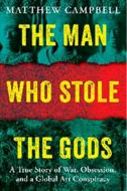 MATTHEW CAMPBELL
THE MAN
WHO STOLE
THE GODS
A True Story of War, Obsession,
and a Global Art Conspiracy